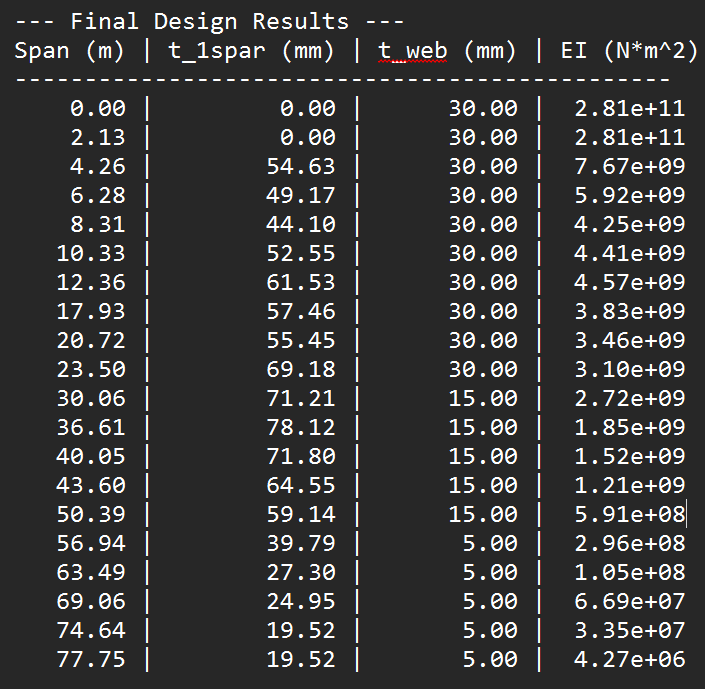 --- Final Design Results ---
Span (m) | t_1spar (mm) | t_web (mm) | EI (N*m^2)
-----------------------------------------------
0.00 | 0.00 | 30.00 | 2.81e+11
2.13 | 0.00 | 30.00 | 2.81e+11
4.26 | 54.63 | 30.00 | 7.67e+09
6.28 | 49.17 | 30.00 | 5.92e+09
8.31 | 44.10 | 30.00 | 4.25e+09
10.33 | 52.55 | 30.00 | 4.41e+09
12.36 | 61.53 | 30.00 | 4.57e+09
17.93 | 57.46 | 30.00 | 3.83e+09
20.72 | 55.45 | 30.00 | 3.46e+09
23.50 | 69.18 | 30.00 | 3.10e+09
30.06 | 71.21 | 15.00 | 2.72e+09
36.61 | 78.12 | 15.00 | 1.85e+09
40.05 | 71.80 | 15.00 | 1.52e+09
43.60 | 64.55 | 15.00 | 1.21e+09
50.39 | 59.14 | 15.00 | 5.91e+08
56.94 | 39.79 | 5.00 | 2.96e+08
63.49 | 27.30 | 5.00 | 1.05e+08
69.06 | 24.95 | 5.00 | 6.69e+07
74.64 | 19.52 | 5.00 | 3.35e+07
77.75 | 19.52 | 5.00 | 4.27e+06